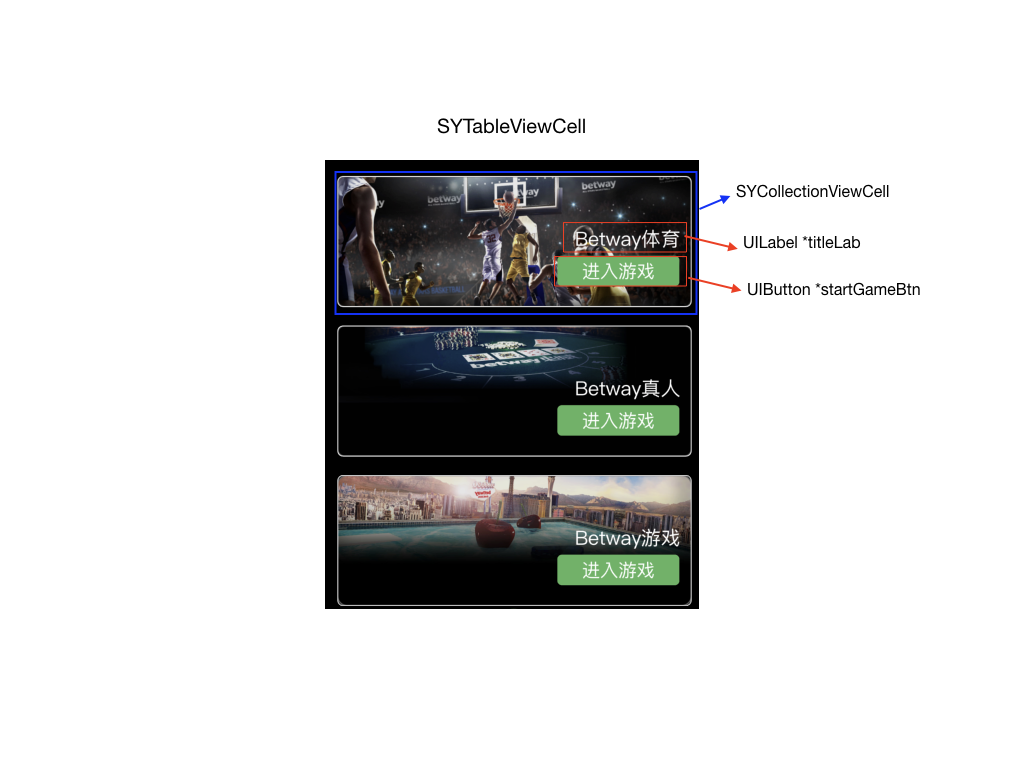 SYTableViewCell
betway
betway
SYCollectionViewCell
Betway体育
UILabel *titleLab
进入游戏
UIButton *startGameBtn
betway
Betway真人
进入游戏
Betway游戏
进入游戏